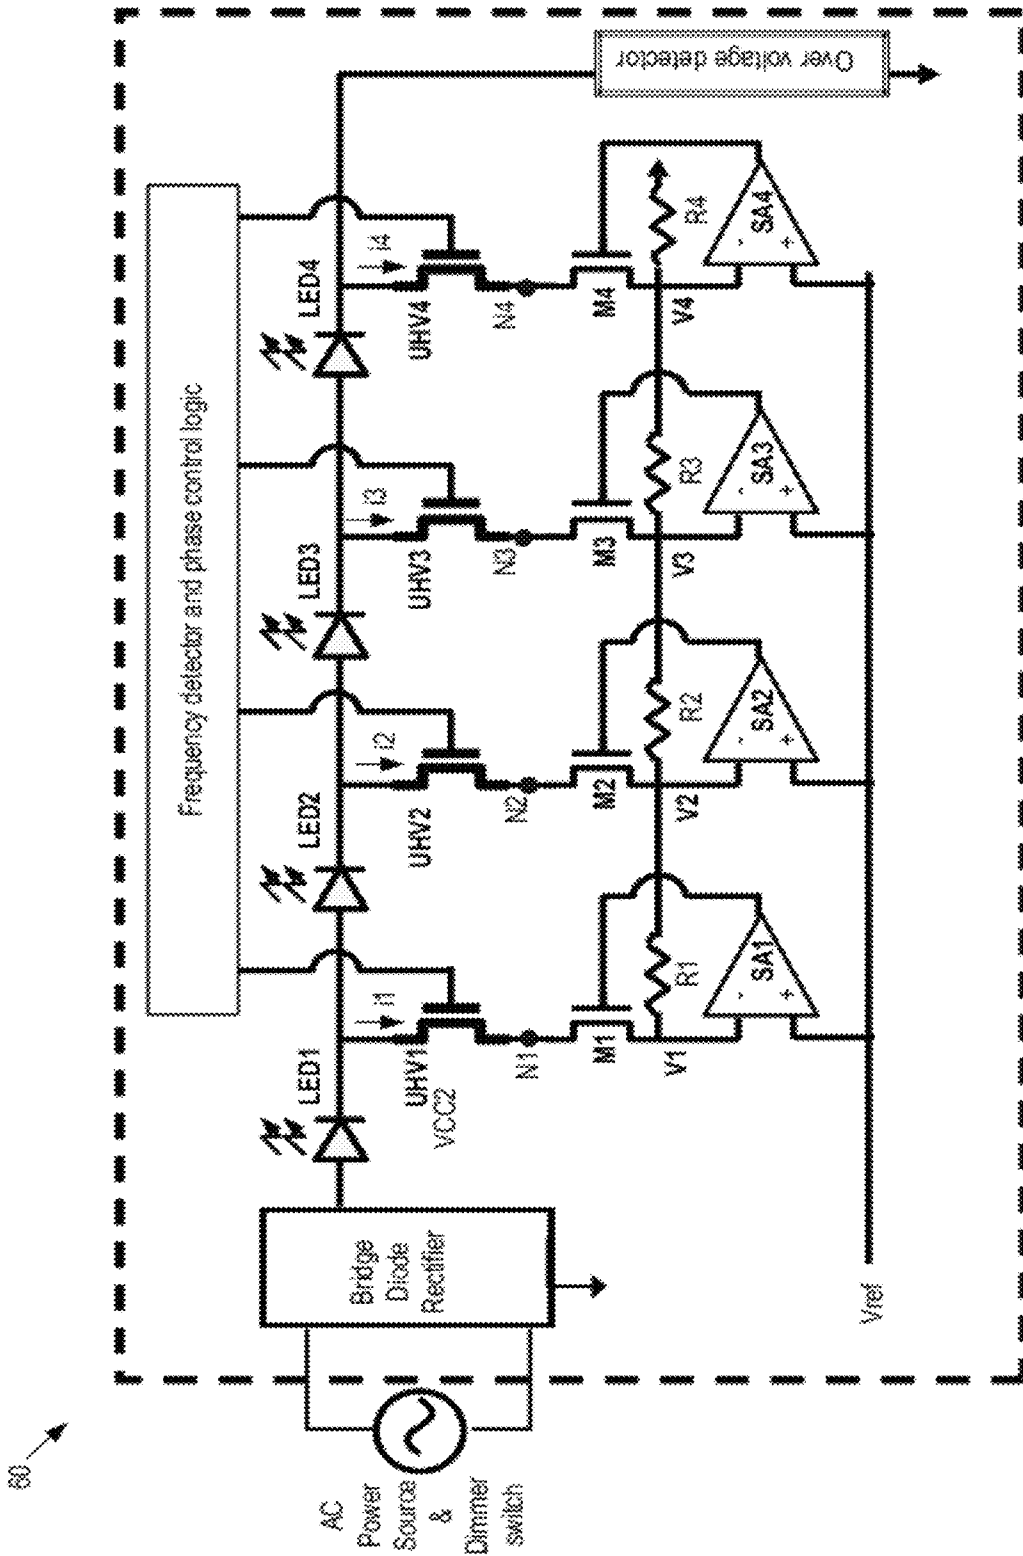 60
AC
Power
Source
&
Dimmer
switch
Bridge
Diode
Rectifier
Frequency detector and phase control logic
Over voltage detector
LED1
LED2
LED3
LED4
i1
i2
i3
i4
UHV1
VCC2
UHV2
UHV3
UHV4
N1
N2
N3
N4
M1
M2
M3
M4
R1
R2
R3
R4
V1
V2
V3
V4
- SA1 +
- SA2 +
- SA3 +
- SA4 +
Vref